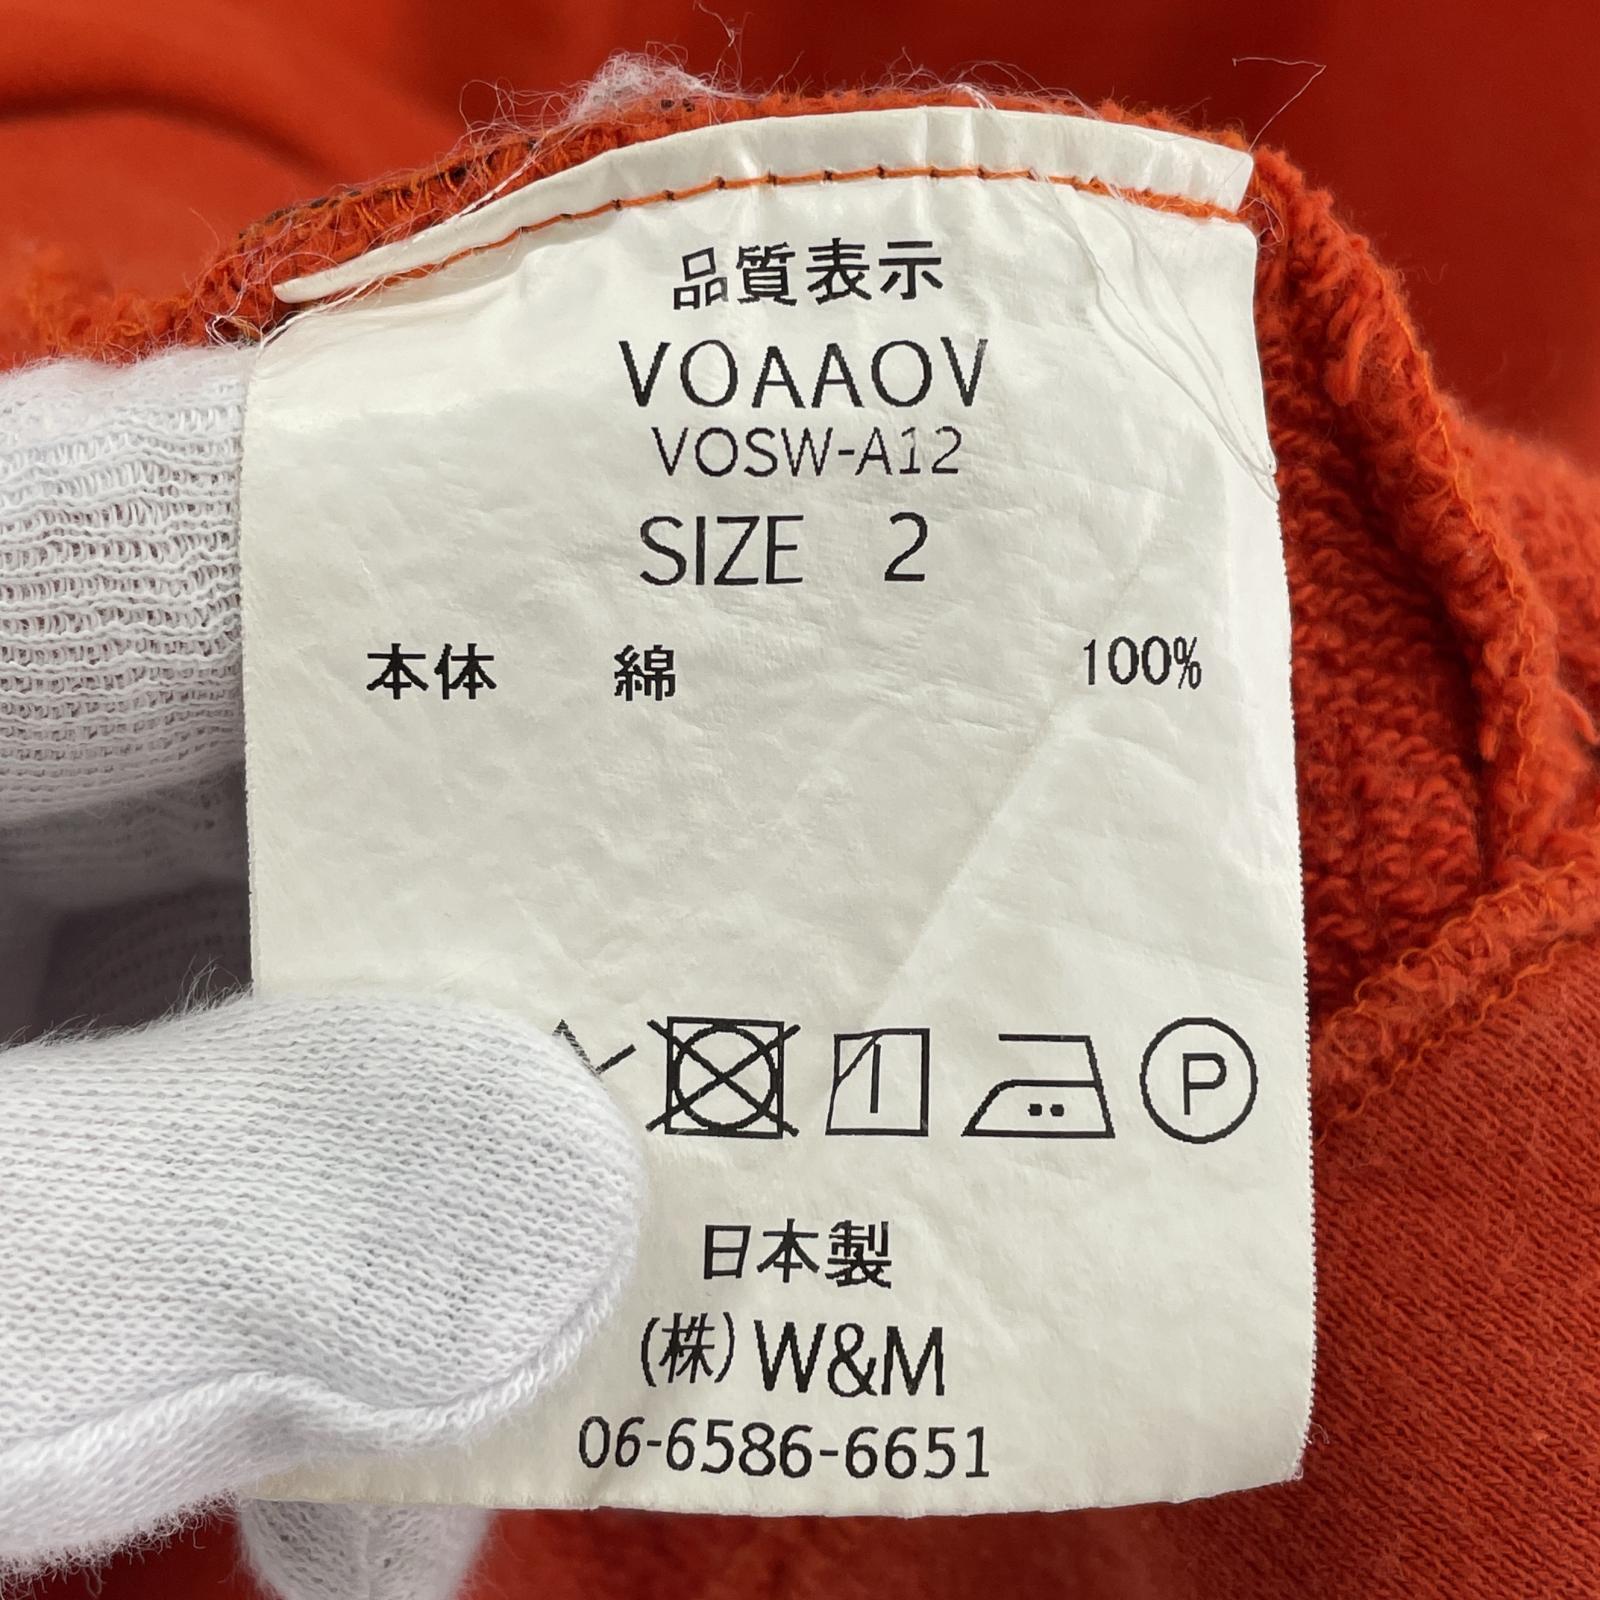 品質表示
VOAAOV
VOSW-A12
SIZE 2
本体 綿 100%
P
日本製
(株)W&M
06-6586-6651